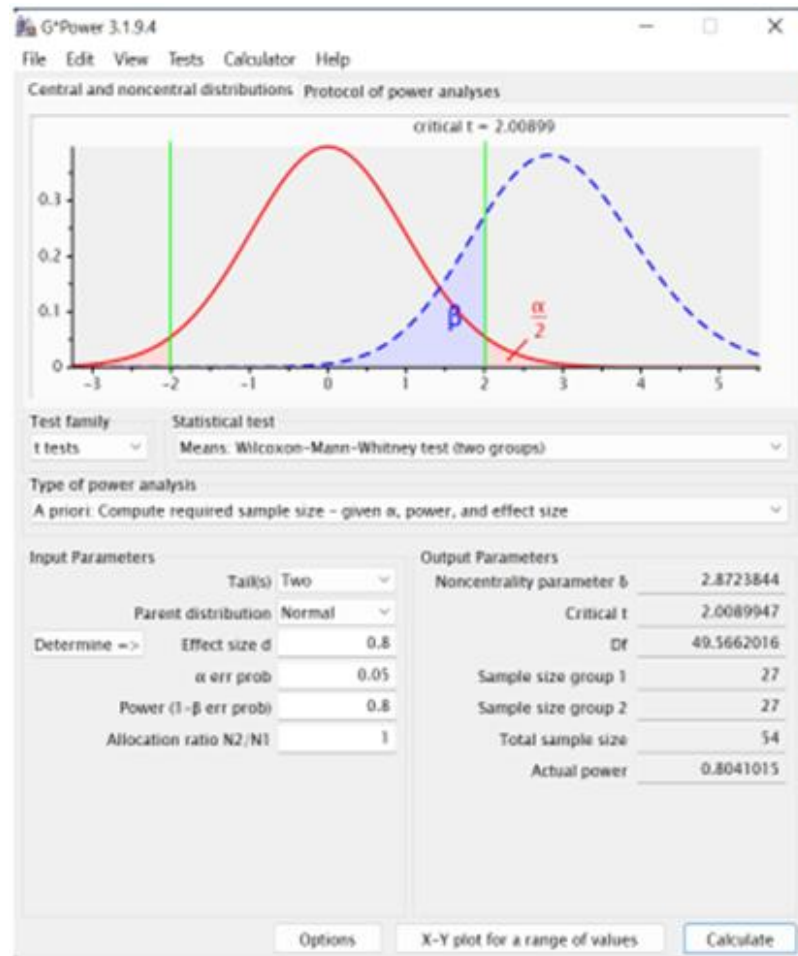 G*Power 3.1.9.4
File Edit View Tests Calculator Help
Central and noncentral distributions Protocol of power analyses
critical t = 2.00899
0.3
0.2
0.1
0
β
α
2
-3 -2 -1 0 1 2 3 4 5
Test family Statistical test
t tests Means: Wilcoxon-Mann-Whitney test (two groups)
Type of power analysis
A priori: Compute required sample size - given α, power, and effect size
Input Parameters Output Parameters
Tail(s) Two Noncentrality parameter δ 2.8723844
Parent distribution Normal Critical t 2.0089947
Determine => Effect size d 0.8 Df 49.5662016
α err prob 0.05 Sample size group 1 27
Power (1-β err prob) 0.8 Sample size group 2 27
Allocation ratio N2/N1 1 Total sample size 54
Actual power 0.8041015
Options X-Y plot for a range of values Calculate